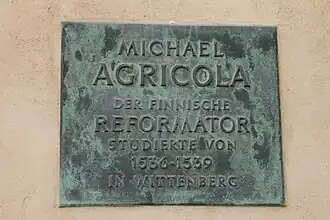 MICHAEL
AGRICOLA
DER FINNISCHE
REFORMATOR
STUDIERTE VON
1536-1539
IN WITTENBERG